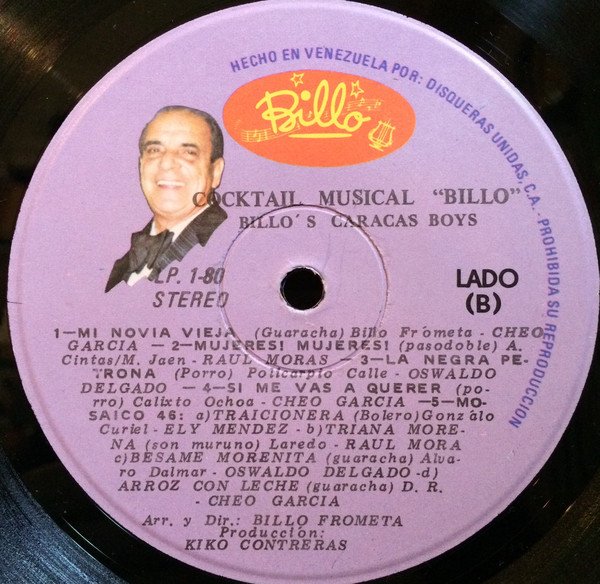 HECHO EN VENEZUELA POR: DISQUERAS UNIDAS, C.A.: PROHIBIDA SU REPRODUCCION
Billo
COCKTAIL MUSICAL "BILLO"
BILLO´S CARACAS BOYS
LP. 1-80
STEREO
LADO
(B)
1—MI NOVIA VIEJA (Guaracha) Billo Frómeta - CHEO
GARCIA — 2—MUJERES! MUJERES! (pasodoble) A.
Cintas/M. Jaen - RAUL MORAS —3—LA NEGRA PE-
TRONA (Porro) Policarpio Calle - OSWALDO
DELGADO —4—SI ME VAS A QUERER (po-
rro) Calixto Ochoa - CHEO GARCIA —5—MO-
SAICO 46: a)TRAICIONERA (Bolero)Gonzálo
Curiel - ELY MENDEZ - b)TRIANA MORE-
NA (son muruno) Laredo - RAUL MORA
c)BESAME MORENITA (guaracha) Alva-
ro Dalmar - OSWALDO DELGADO -d)
ARROZ CON LECHE (guaracha) D. R.
- CHEO GARCIA
Arr. y Dir.: BILLO FROMETA
Producción:
KIKO CONTRERAS